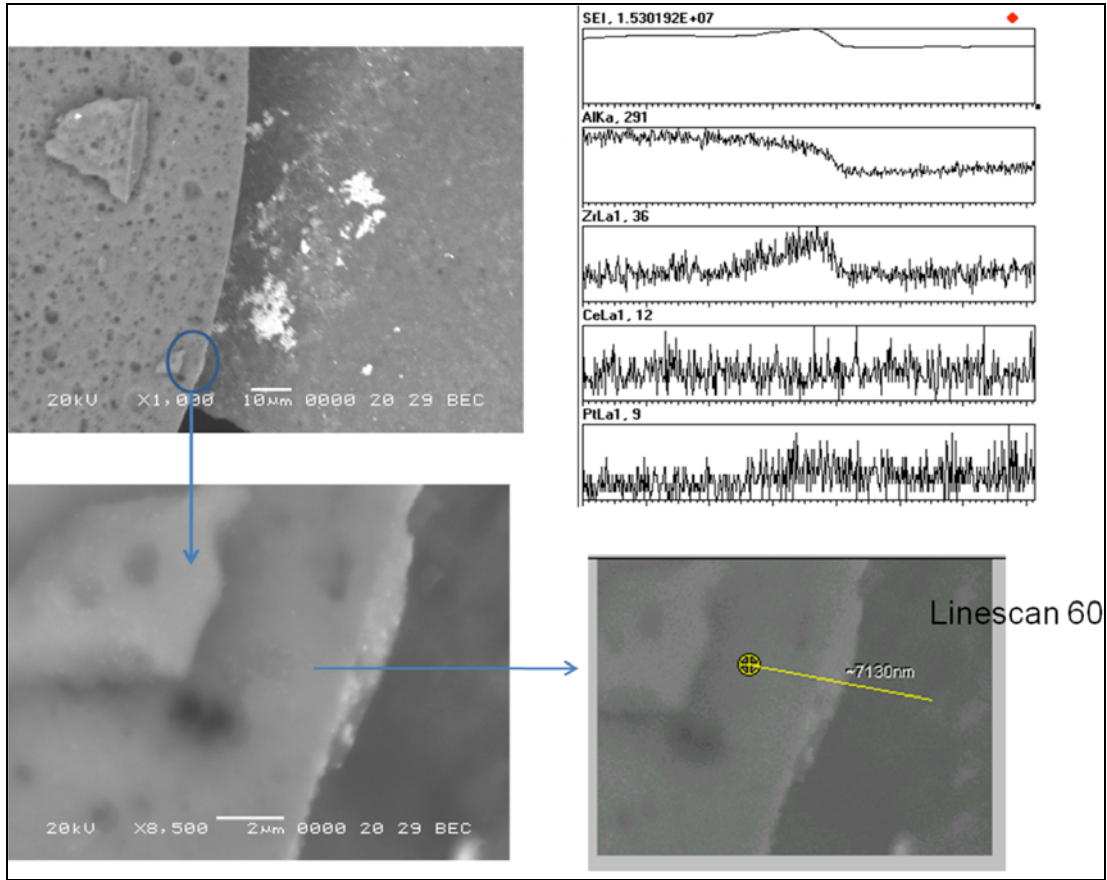 20kV X1,000 10µm 0000 20 29 BEC
SEI, 1.530192E+07
AlKa, 291
ZrLa1, 36
CeLa1, 12
PtLa1, 9
20kV X8,500 2µm 0000 20 29 BEC
~7130nm
Linescan 60